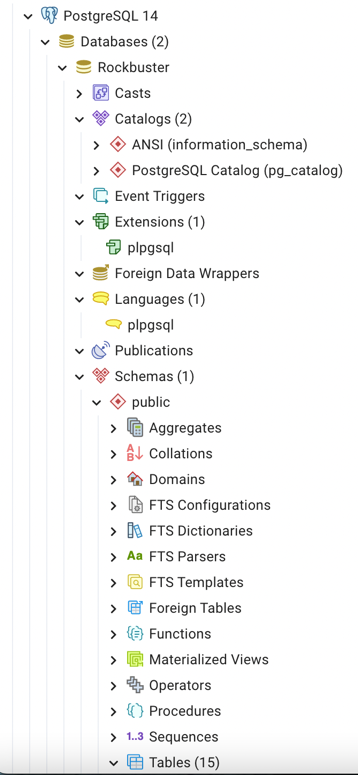 PostgreSQL 14
Databases (2)
Rockbuster
Casts
Catalogs (2)
ANSI (information_schema)
PostgreSQL Catalog (pg_catalog)
Event Triggers
Extensions (1)
plpgsql
Foreign Data Wrappers
Languages (1)
plpgsql
Publications
Schemas (1)
public
Aggregates
Collations
Domains
FTS Configurations
FTS Dictionaries
Aa FTS Parsers
FTS Templates
Foreign Tables
Functions
Materialized Views
Operators
Procedures
1..3 Sequences
Tables (15)